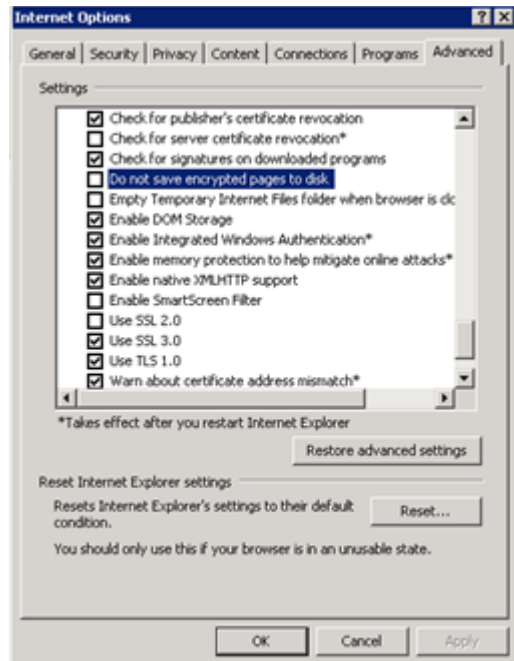 Internet Options
General Security Privacy Content Connections Programs Advanced
Settings
Check for publisher's certificate revocation
Check for server certificate revocation*
Check for signatures on downloaded programs
Do not save encrypted pages to disk
Empty Temporary Internet Files folder when browser is clo
Enable DOM Storage
Enable Integrated Windows Authentication*
Enable memory protection to help mitigate online attacks*
Enable native XMLHTTP support
Enable SmartScreen Filter
Use SSL 2.0
Use SSL 3.0
Use TLS 1.0
Warn about certificate address mismatch*
*Takes effect after you restart Internet Explorer
Restore advanced settings
Reset Internet Explorer settings
Resets Internet Explorer's settings to their default
condition.
Reset...
You should only use this if your browser is in an unusable state.
OK Cancel Apply